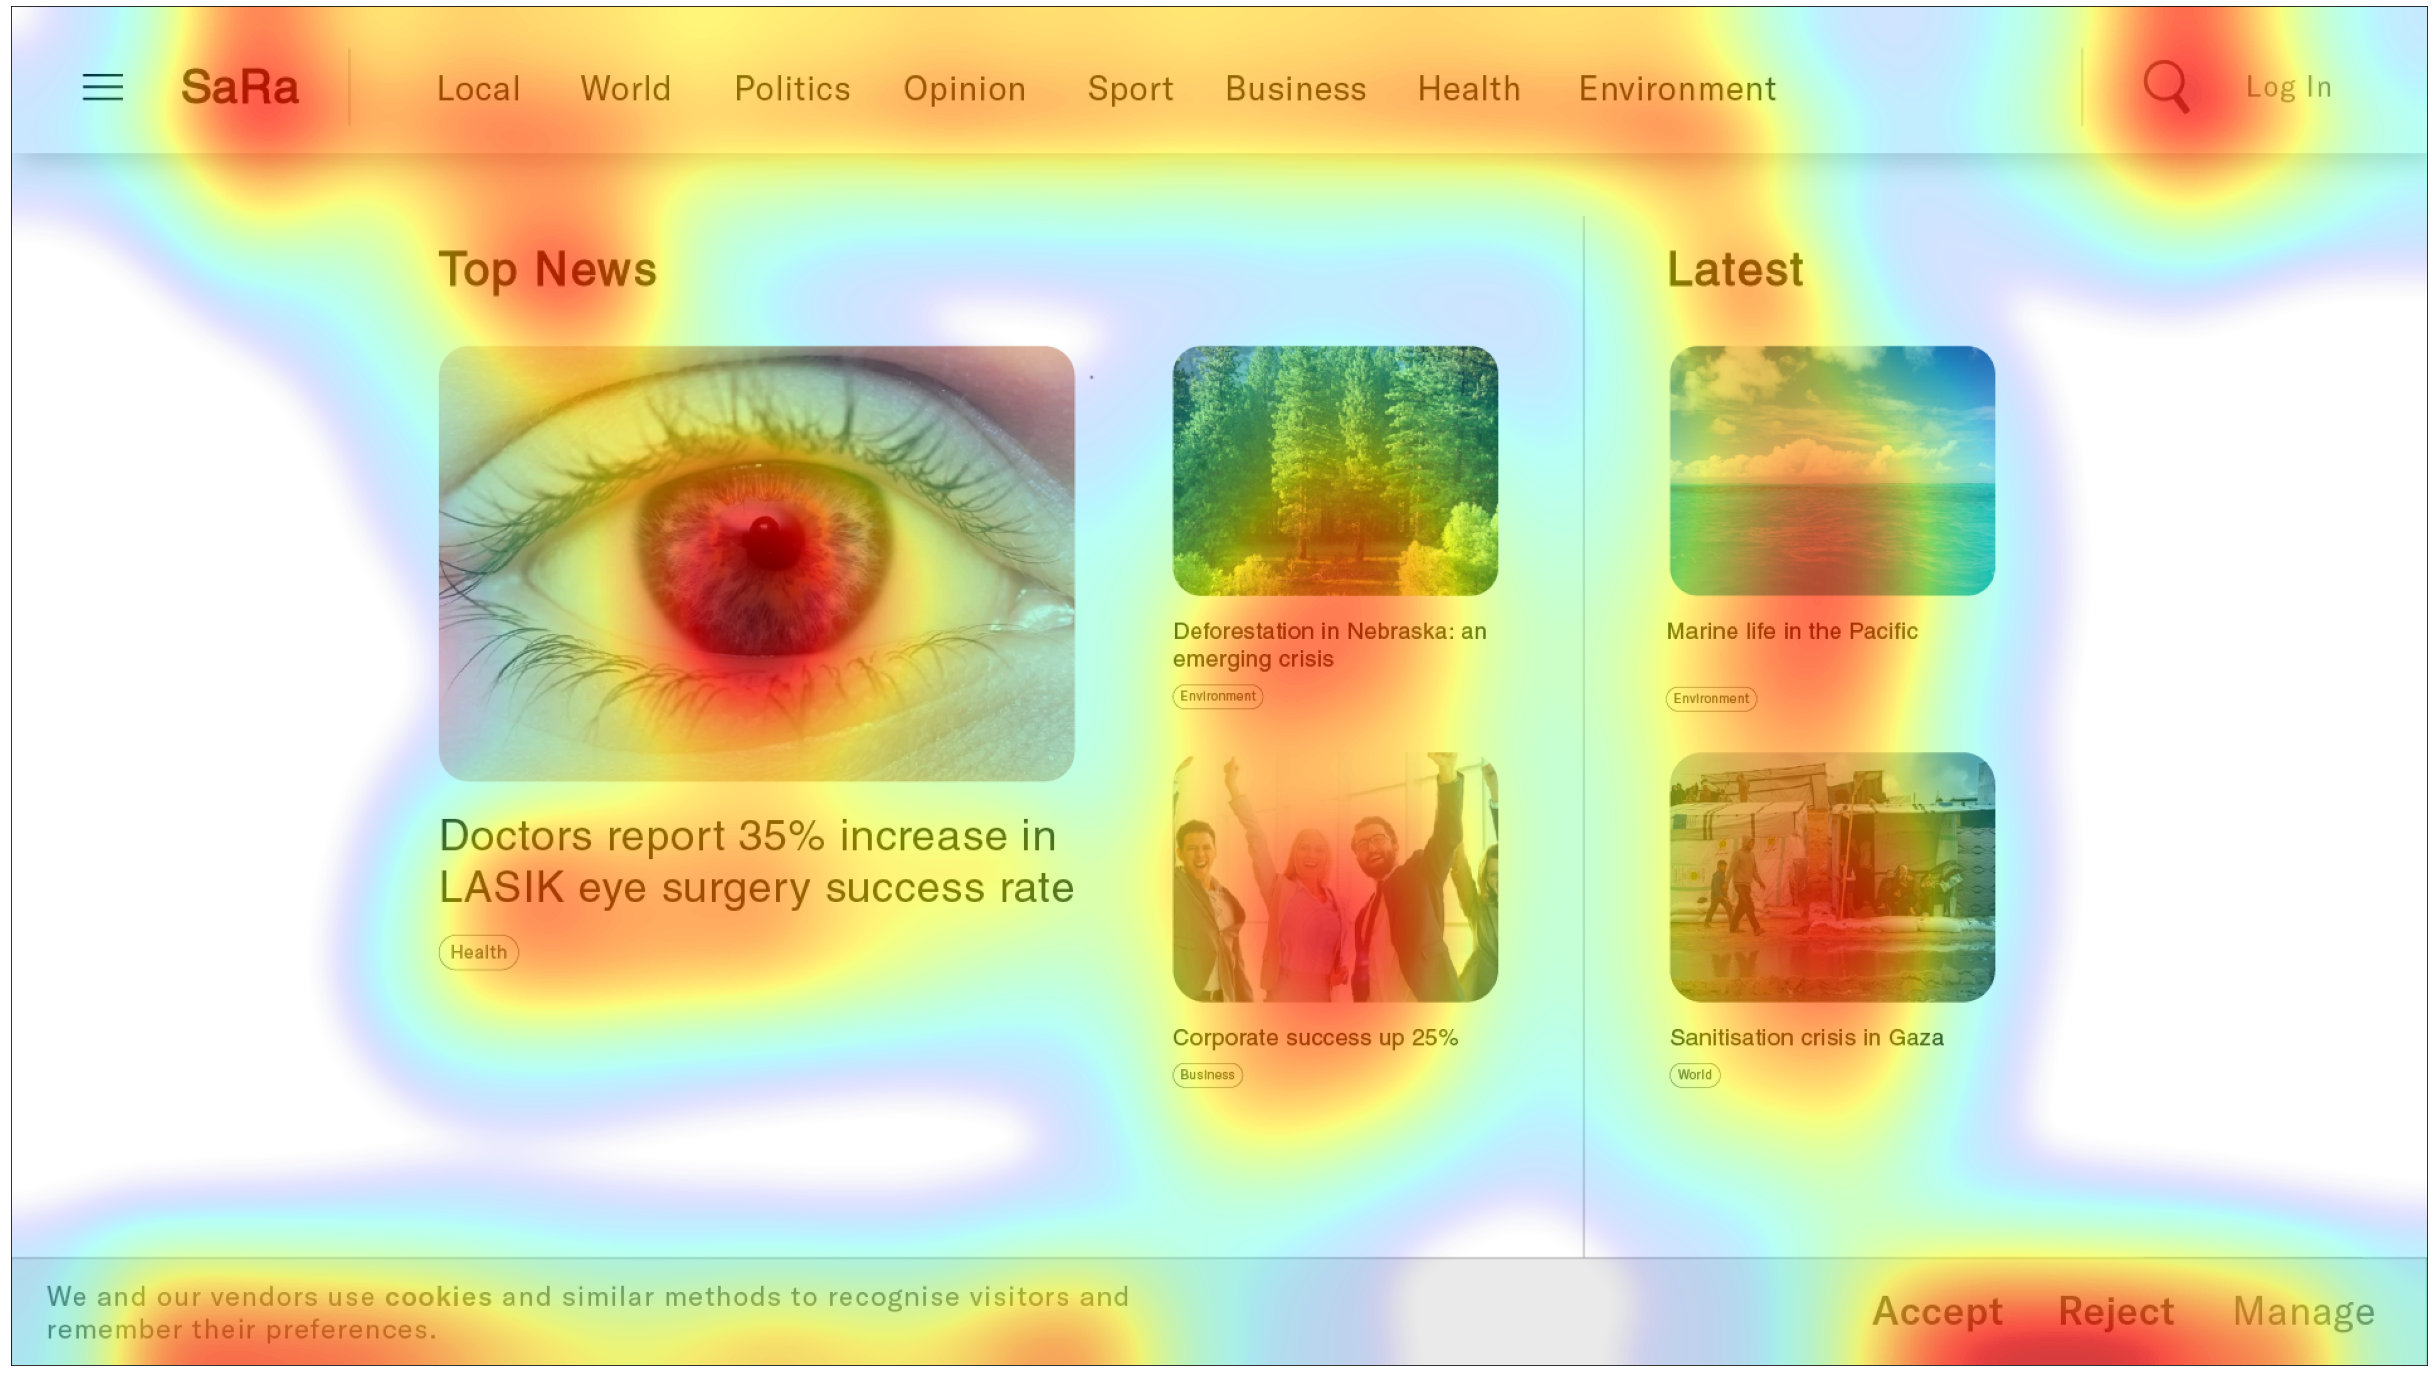 SaRa
Local World Politics Opinion Sport Business Health Environment
Log In
Top News
Doctors report 35% increase in
LASIK eye surgery success rate
Health
Deforestation in Nebraska: an
emerging crisis
Environment
Corporate success up 25%
Business
Latest
Marine life in the Pacific
Environment
Sanitisation crisis in Gaza
World
We and our vendors use cookies and similar methods to recognise visitors and
remember their preferences.
Accept Reject Manage